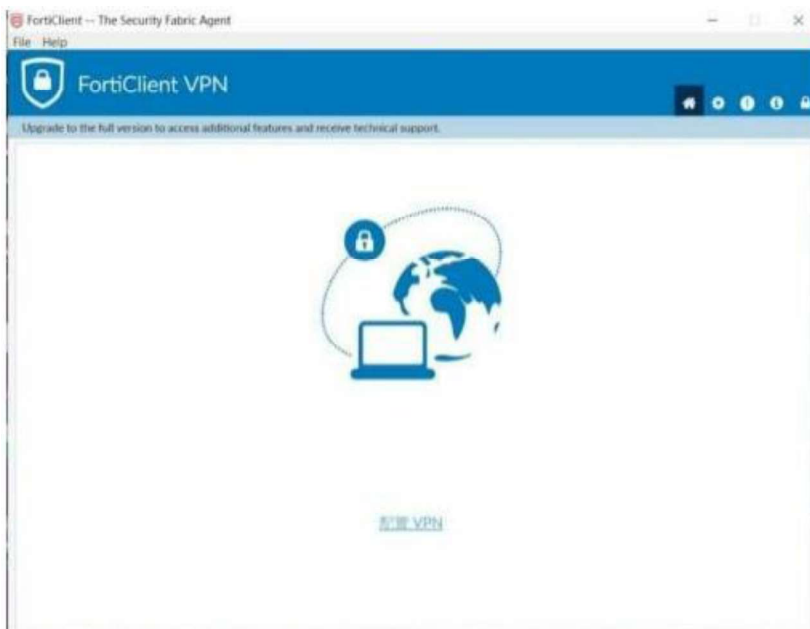 FortiClient -- The Security Fabric Agent
File Help
FortiClient VPN
Upgrade to the full version to access additional features and receive technical support.
配置 VPN